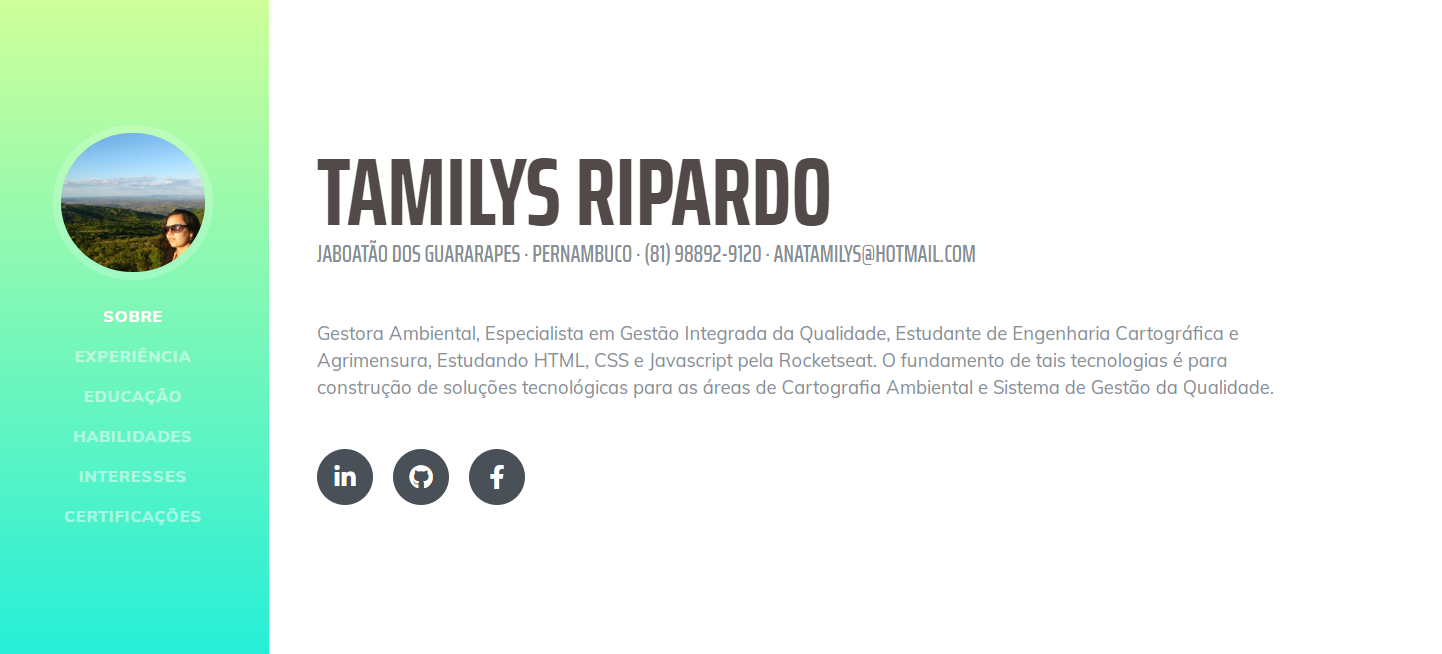 SOBRE
EXPERIÊNCIA
EDUCAÇÃO
HABILIDADES
INTERESSES
CERTIFICAÇÕES
TAMILYS RIPARDO
JABOATÃO DOS GUARARAPES · PERNAMBUCO · (81) 98892-9120 · ANATAMILYS@HOTMAIL.COM
Gestora Ambiental, Especialista em Gestão Integrada da Qualidade, Estudante de Engenharia Cartográfica e
Agrimensura, Estudando HTML, CSS e Javascript pela Rocketseat. O fundamento de tais tecnologias é para
construção de soluções tecnológicas para as áreas de Cartografia Ambiental e Sistema de Gestão da Qualidade.